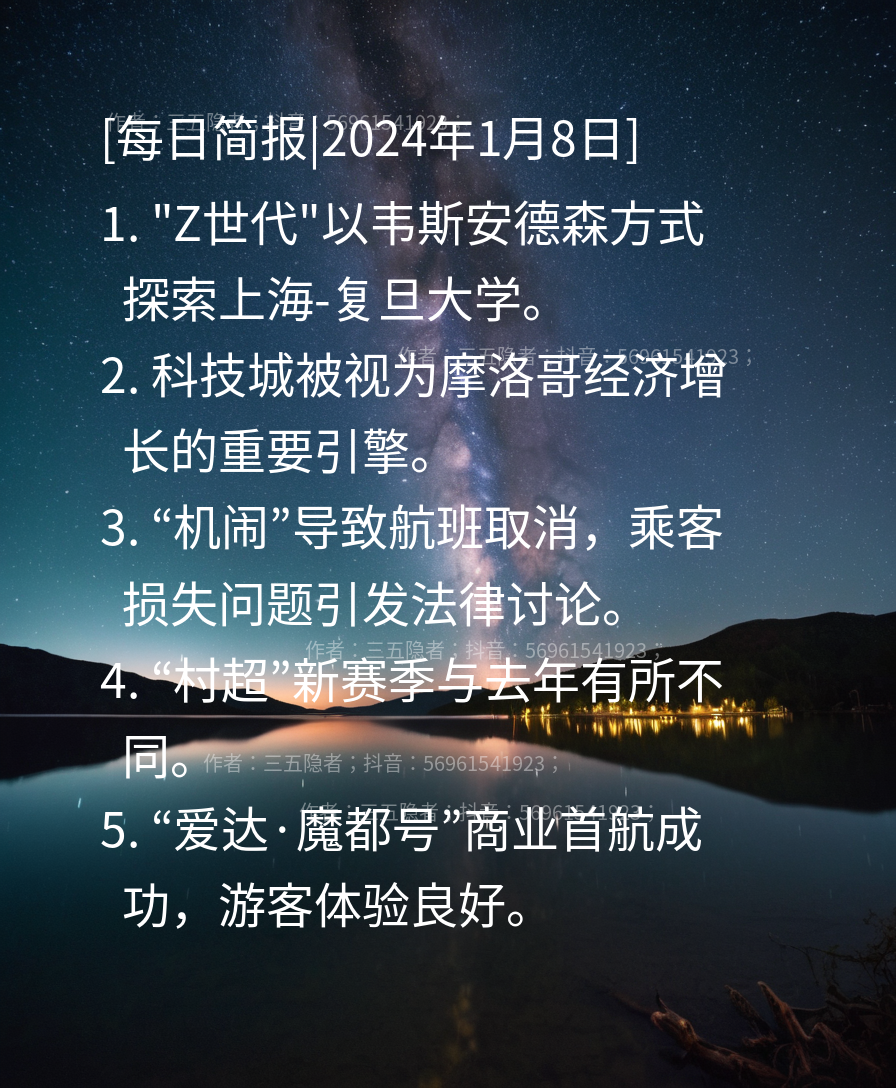 作者：三五隐者；抖音：56961541923；
[每日简报|2024年1月8日]
1. "Z世代"以韦斯安德森方式
探索上海-复旦大学。
作者：三五隐者；抖音：56961541923；
2. 科技城被视为摩洛哥经济增
长的重要引擎。
3. “机闹”导致航班取消，乘客
损失问题引发法律讨论。
作者：三五隐者；抖音：56961541923；
4. “村超”新赛季与去年有所不
同。
作者：三五隐者；抖音：56961541923；
作者：三五隐者；抖音：56961541923；
5. “爱达·魔都号”商业首航成
功，游客体验良好。